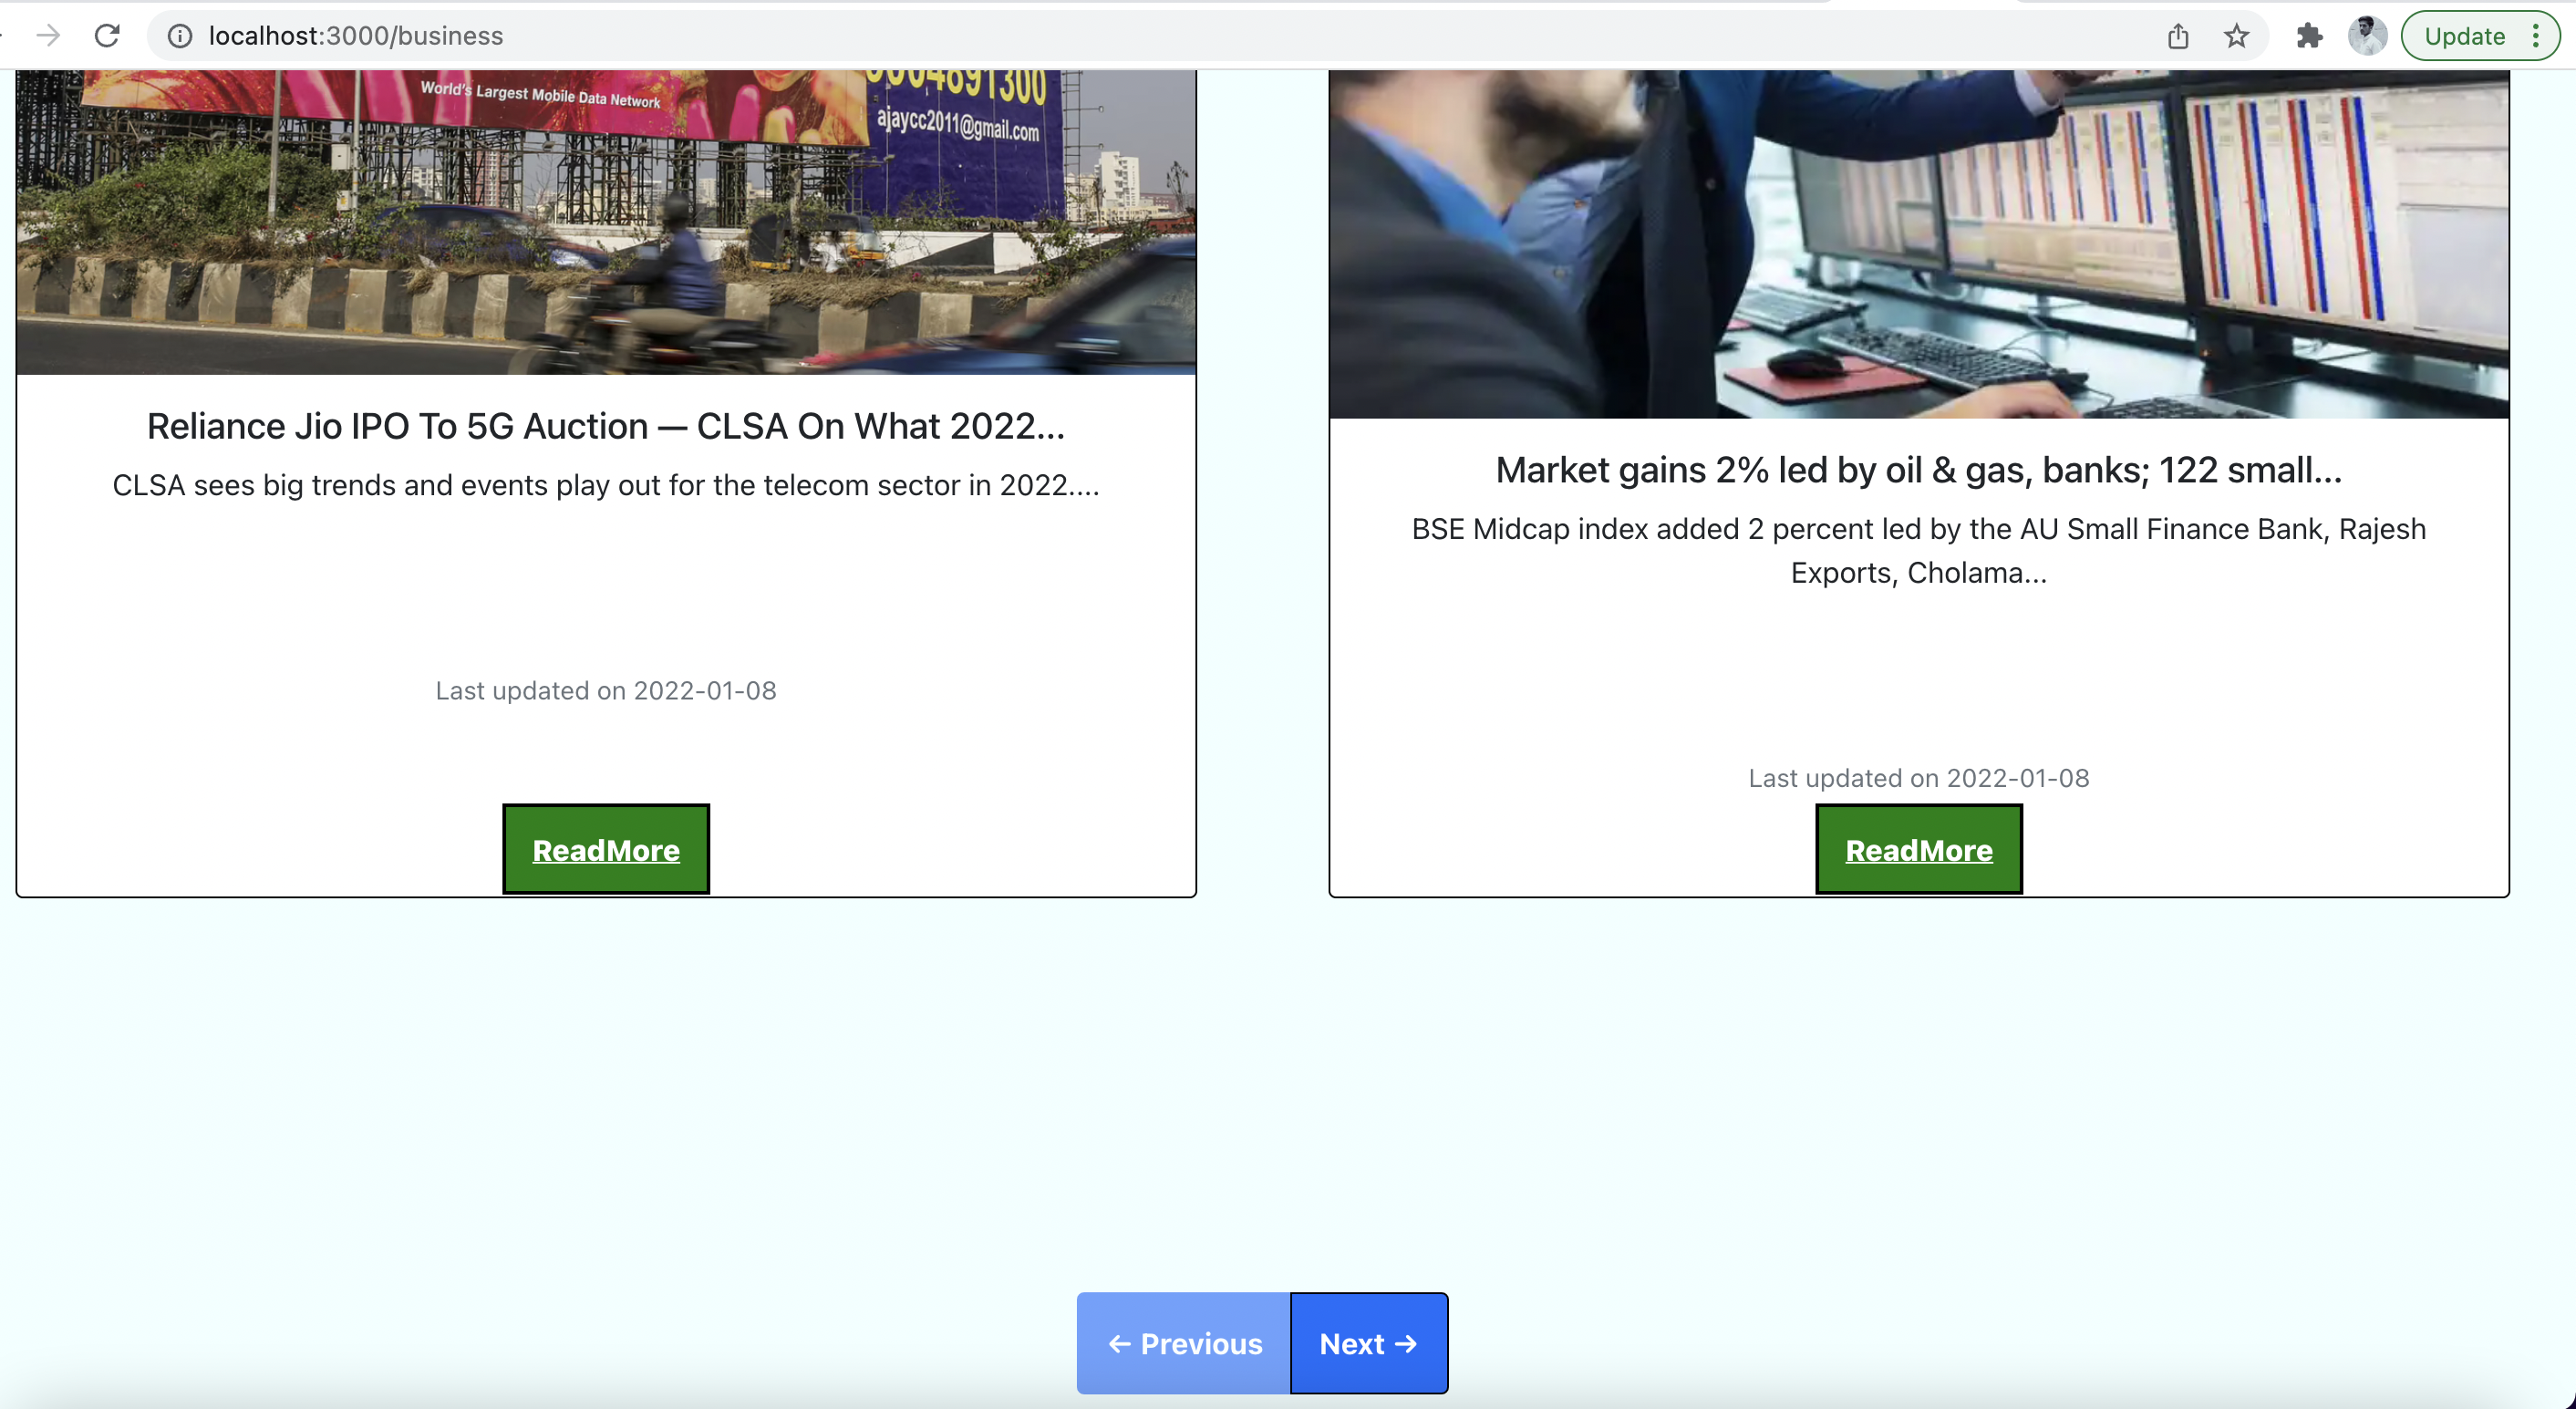 localhost:3000/business
Update
World's Largest Mobile Data Network
ajaycc2011@gmail.com
Reliance Jio IPO To 5G Auction — CLSA On What 2022...
CLSA sees big trends and events play out for the telecom sector in 2022....
Last updated on 2022-01-08
ReadMore
Market gains 2% led by oil & gas, banks; 122 small...
BSE Midcap index added 2 percent led by the AU Small Finance Bank, Rajesh
Exports, Cholama...
Last updated on 2022-01-08
ReadMore
← Previous
Next →